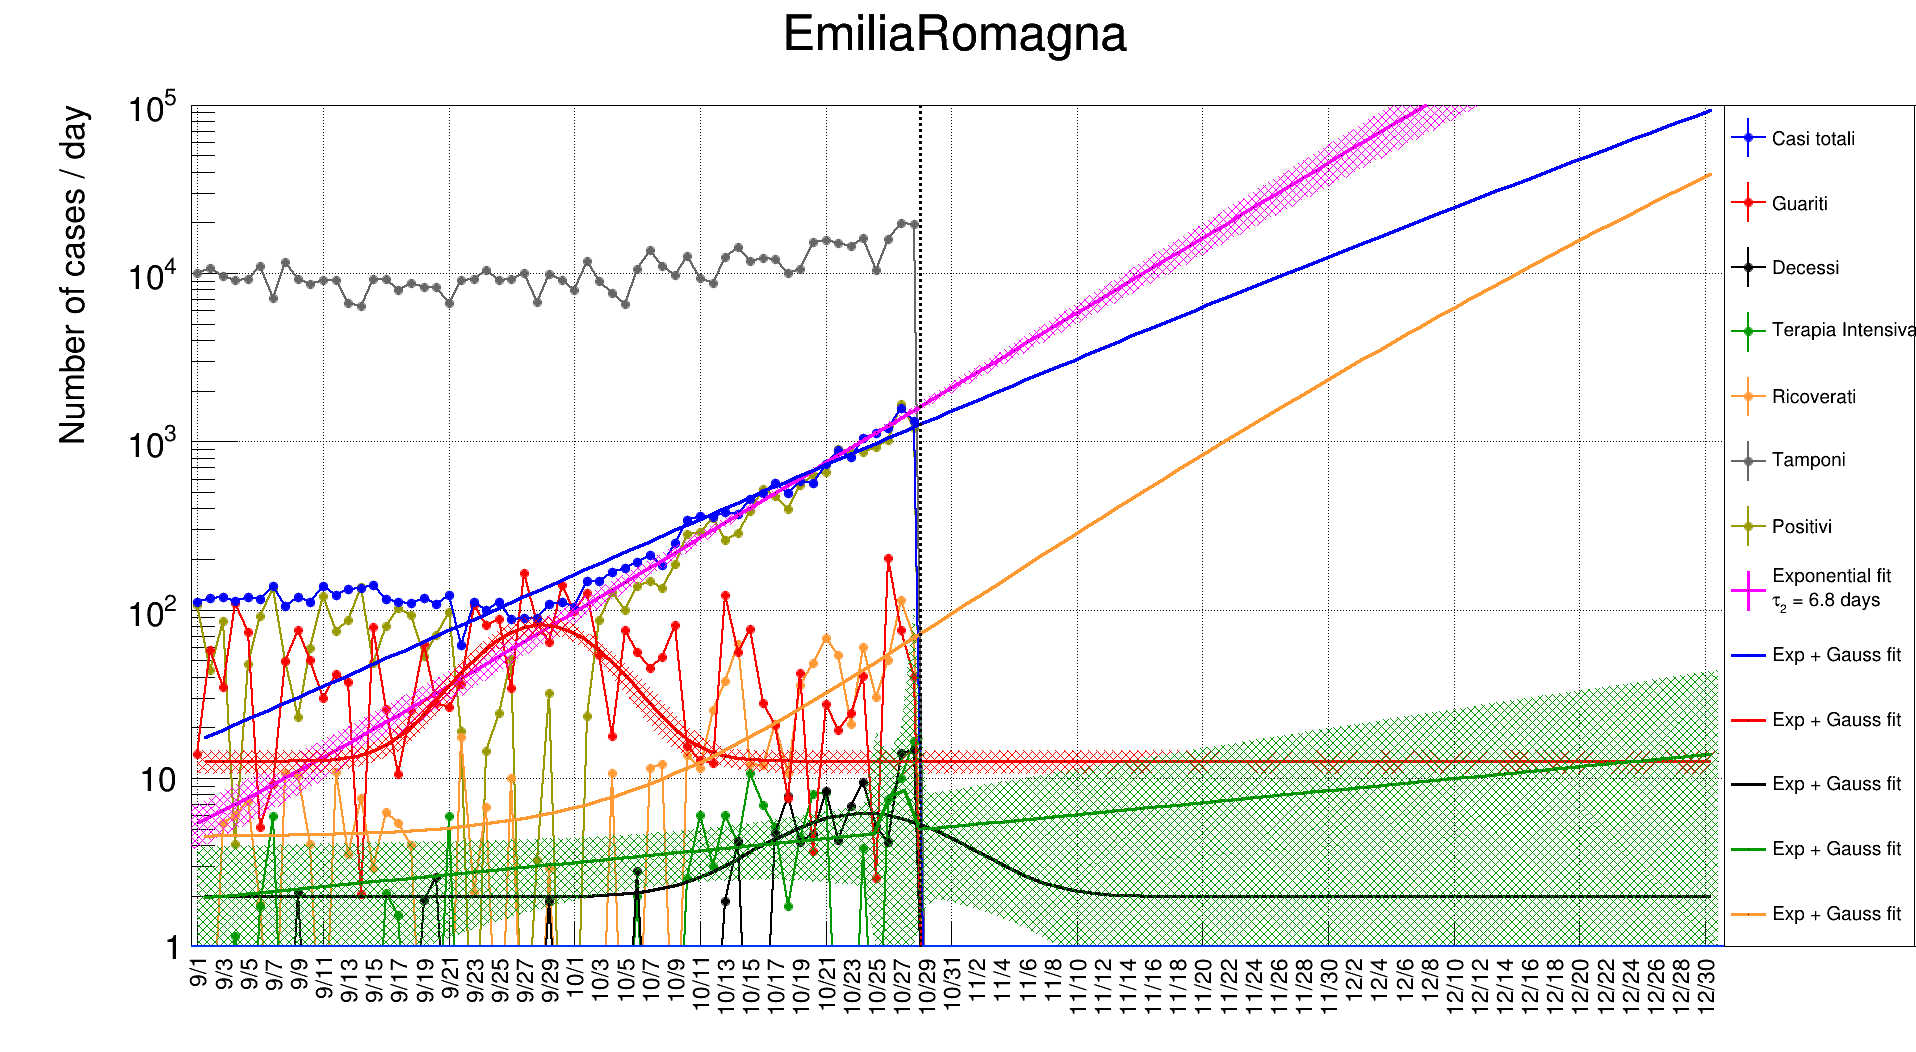 EmiliaRomagna
Number of cases / day
10^5
10^4
10^3
10^2
10
1
9/1 9/3 9/5 9/7 9/9 9/11 9/13 9/15 9/17 9/19 9/21 9/23 9/25 9/27 9/29 10/1 10/3 10/5 10/7 10/9 10/11 10/13 10/15 10/17 10/19 10/21 10/23 10/25 10/27 10/29 10/31 11/2 11/4 11/6 11/8 11/10 11/12 11/14 11/16 11/18 11/20 11/22 11/24 11/26 11/28 11/30 12/2 12/4 12/6 12/8 12/10 12/12 12/14 12/16 12/18 12/20 12/22 12/24 12/26 12/28 12/30
Casi totali
Guariti
Decessi
Terapia Intensiva
Ricoverati
Tamponi
Positivi
Exponential fit
τ₂ = 6.8 days
Exp + Gauss fit
Exp + Gauss fit
Exp + Gauss fit
Exp + Gauss fit
Exp + Gauss fit